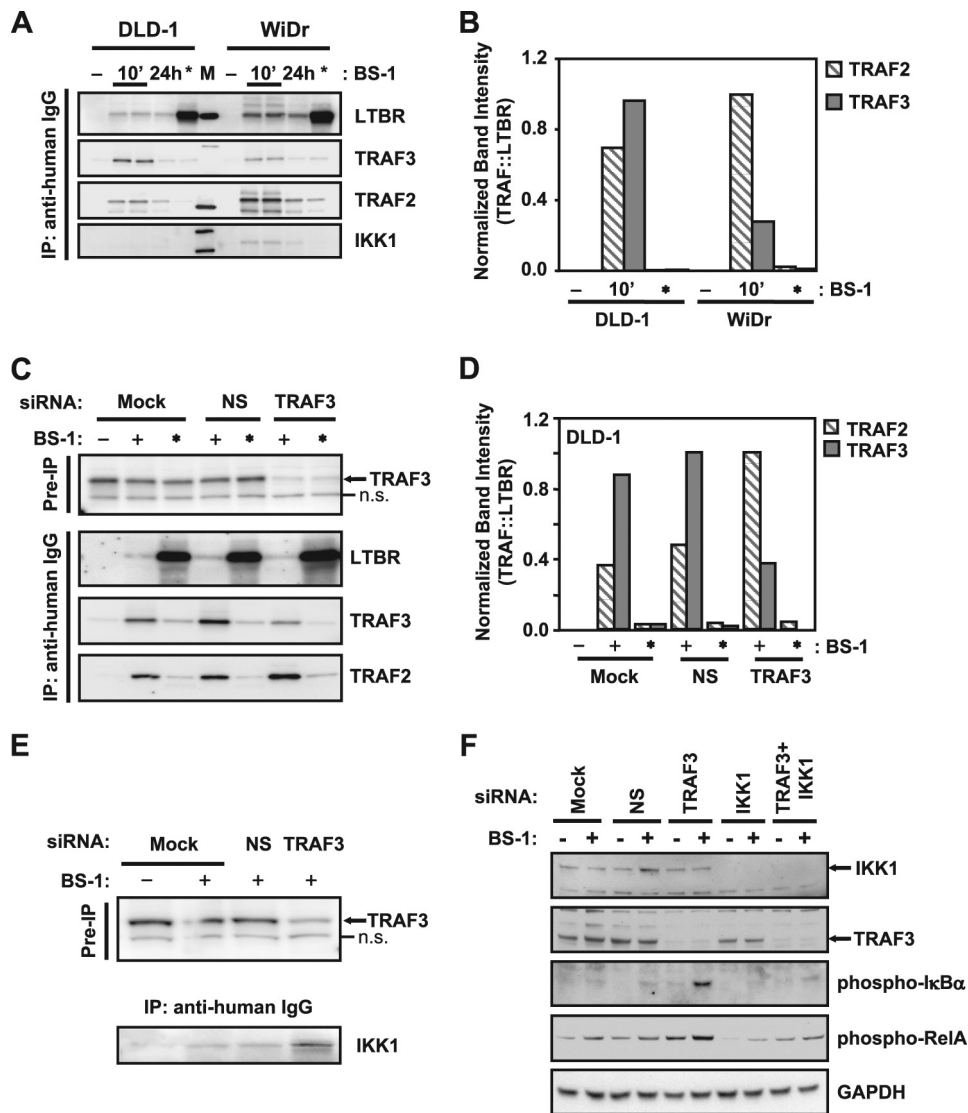 A
DLD-1 WiDr
– 10’ 24h * M – 10’ 24h * : BS-1
IP: anti-human IgG
LTBR
TRAF3
TRAF2
IKK1
B
Normalized Band Intensity
(TRAF::LTBR)
1.2
0.8
0.4
0.0
TRAF2
TRAF3
– 10’ * – 10’ * : BS-1
DLD-1 WiDr
C
siRNA: Mock NS TRAF3
BS-1: – + * + * + *
Pre-IP
TRAF3
n.s.
IP: anti-human IgG
LTBR
TRAF3
TRAF2
D
Normalized Band Intensity
(TRAF::LTBR)
1.2
0.8
0.4
0.0
DLD-1
TRAF2
TRAF3
– + * + * + * : BS-1
Mock NS TRAF3
E
siRNA: Mock NS TRAF3
BS-1: – + + +
Pre-IP
TRAF3
n.s.
IP: anti-human IgG
IKK1
F
siRNA: Mock NS TRAF3 IKK1 TRAF3+
IKK1
BS-1: - + - + - + - + - +
IKK1
TRAF3
phospho-IκBα
phospho-RelA
GAPDH